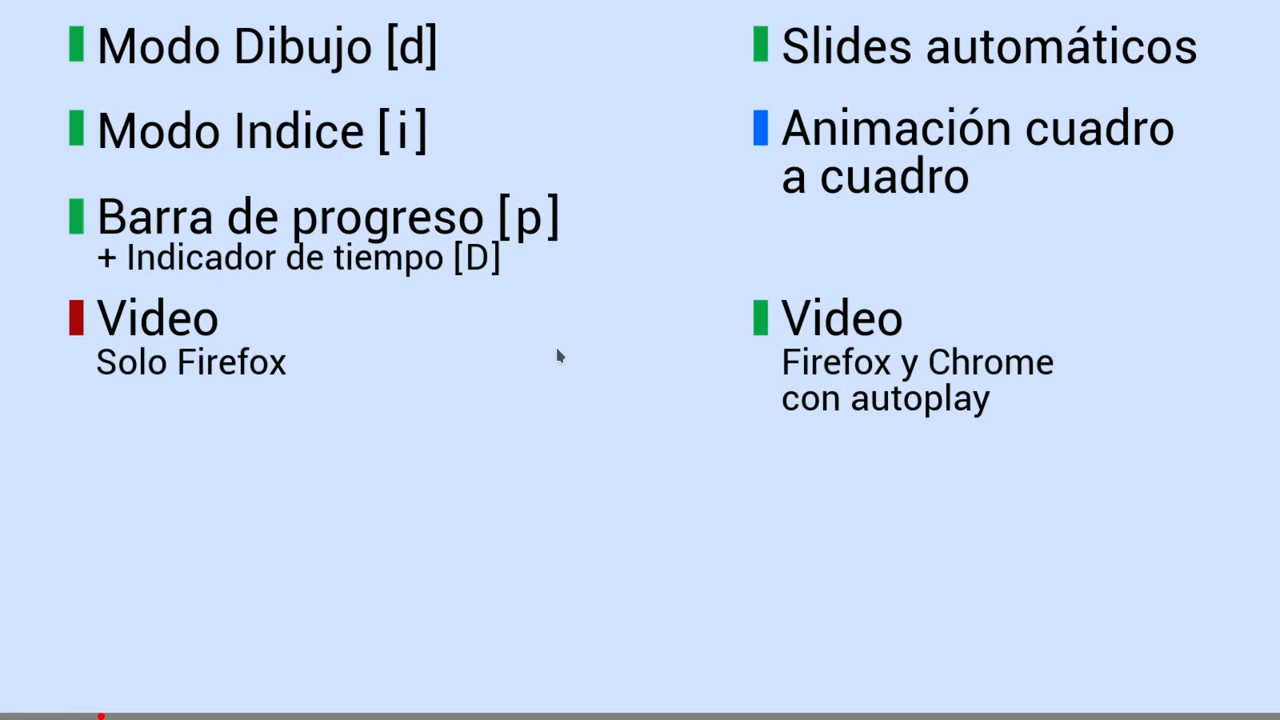 Modo Dibujo [d]
Modo Indice [i]
Barra de progreso [p]
+ Indicador de tiempo [D]
Video
Solo Firefox
Slides automáticos
Animación cuadro
a cuadro
Video
Firefox y Chrome
con autoplay